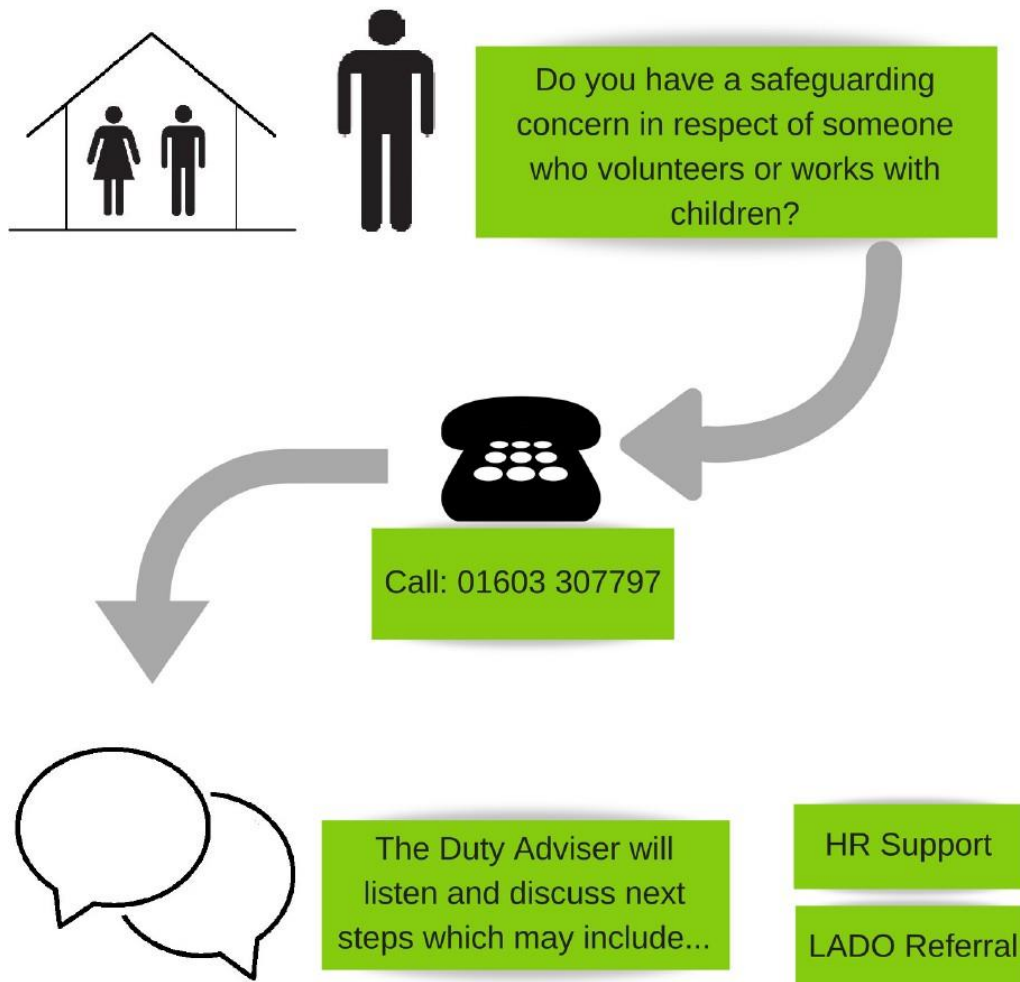 Do you have a safeguarding
concern in respect of someone
who volunteers or works with
children?
Call: 01603 307797
The Duty Adviser will
listen and discuss next
steps which may include...
HR Support
LADO Referral